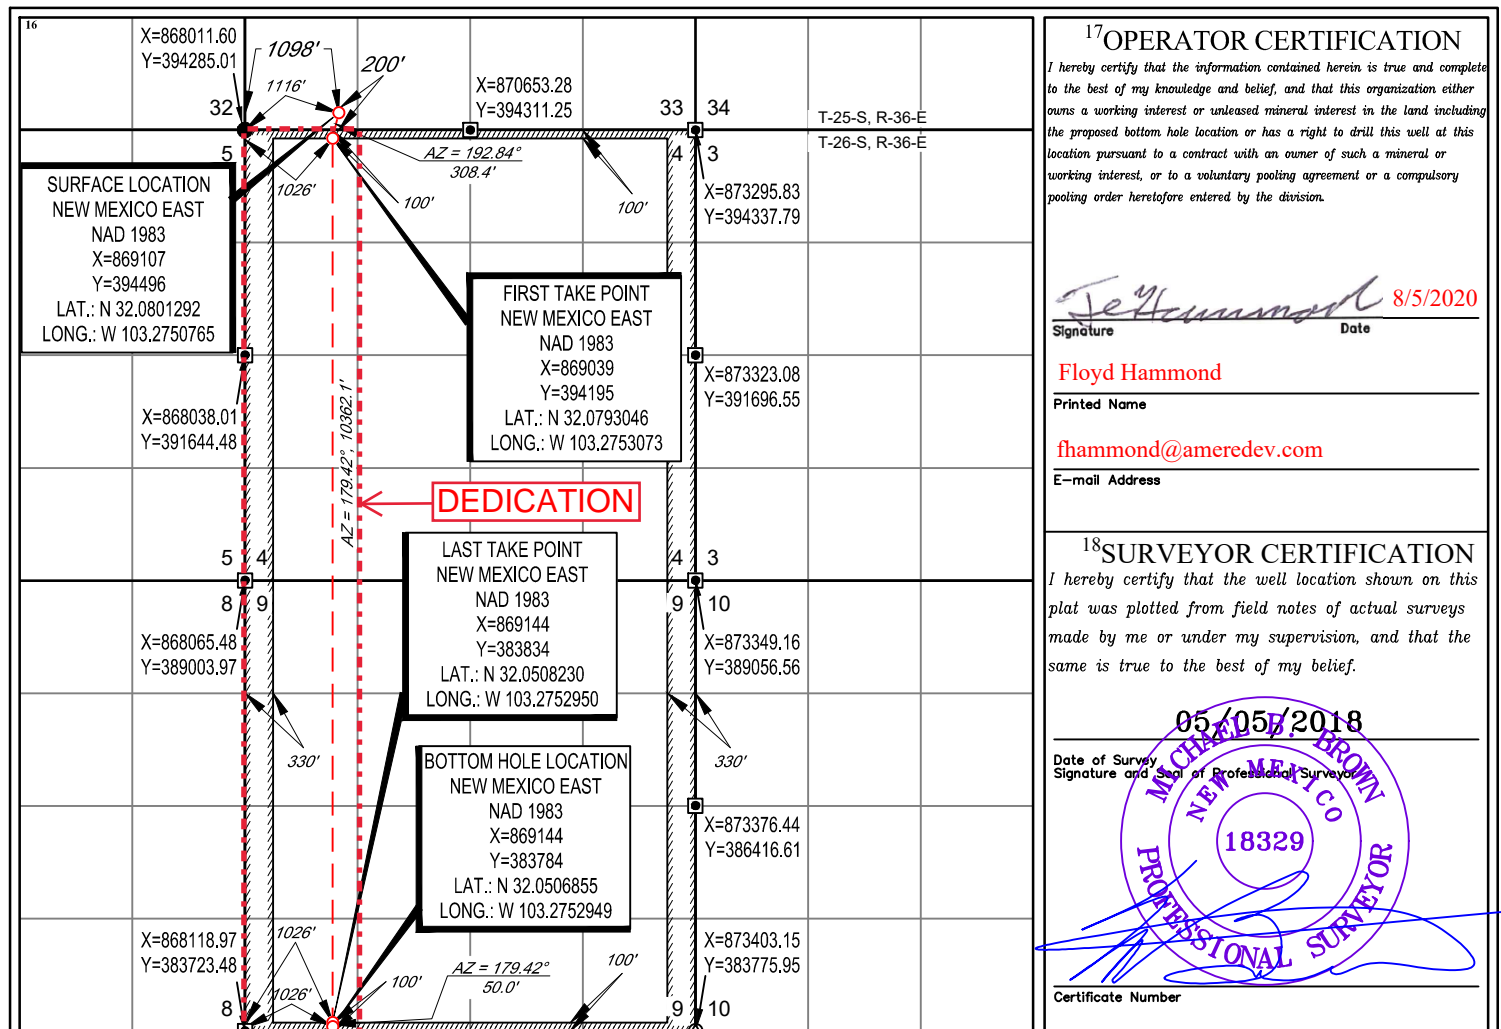 16
X=868011.60
Y=394285.01
1098'
200'
1116'
X=870653.28
Y=394311.25
32
33 34
T-25-S, R-36-E
T-26-S, R-36-E
5
4 3
AZ = 192.84°
308.4'
1026'
100'
100'
X=873295.83
Y=394337.79
SURFACE LOCATION
NEW MEXICO EAST
NAD 1983
X=869107
Y=394496
LAT.: N 32.0801292
LONG.: W 103.2750765
FIRST TAKE POINT
NEW MEXICO EAST
NAD 1983
X=869039
Y=394195
LAT.: N 32.0793046
LONG.: W 103.2753073
X=873323.08
Y=391696.55
X=868038.01
Y=391644.48
AZ = 179.42°, 10362.1'
DEDICATION
5 4
8 9
4 3
9 10
LAST TAKE POINT
NEW MEXICO EAST
NAD 1983
X=869144
Y=383834
LAT.: N 32.0508230
LONG.: W 103.2752950
X=868065.48
Y=389003.97
X=873349.16
Y=389056.56
330'
330'
BOTTOM HOLE LOCATION
NEW MEXICO EAST
NAD 1983
X=869144
Y=383784
LAT.: N 32.0506855
LONG.: W 103.2752949
X=873376.44
Y=386416.61
X=868118.97
Y=383723.48
1026'
1026'
100'
AZ = 179.42°
50.0'
100'
X=873403.15
Y=383775.95
8
9 10
17 OPERATOR CERTIFICATION
I hereby certify that the information contained herein is true and complete
to the best of my knowledge and belief, and that this organization either
owns a working interest or unleased mineral interest in the land including
the proposed bottom hole location or has a right to drill this well at this
location pursuant to a contract with an owner of such a mineral or
working interest, or to a voluntary pooling agreement or a compulsory
pooling order heretofore entered by the division.
8/5/2020
Signature Date
Floyd Hammond
Printed Name
fhammond@ameredev.com
E-mail Address
18 SURVEYOR CERTIFICATION
I hereby certify that the well location shown on this
plat was plotted from field notes of actual surveys
made by me or under my supervision, and that the
same is true to the best of my belief.
05/05/2018
Date of Survey
Signature and Seal of Professional Surveyor
MICHAEL B. BROWN
NEW MEXICO
18329
PROFESSIONAL SURVEYOR
Certificate Number